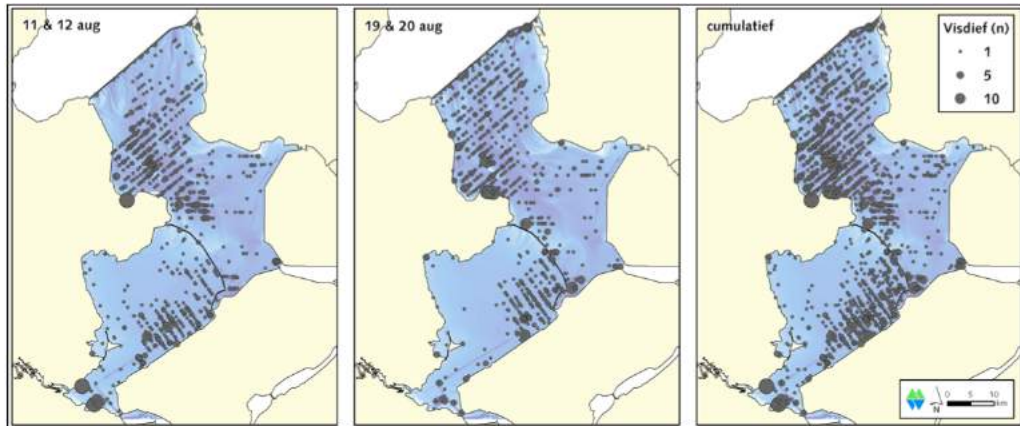 11 & 12 aug
19 & 20 aug
cumulatief
Visdief (n)
1
5
10
0 5 10
km
N